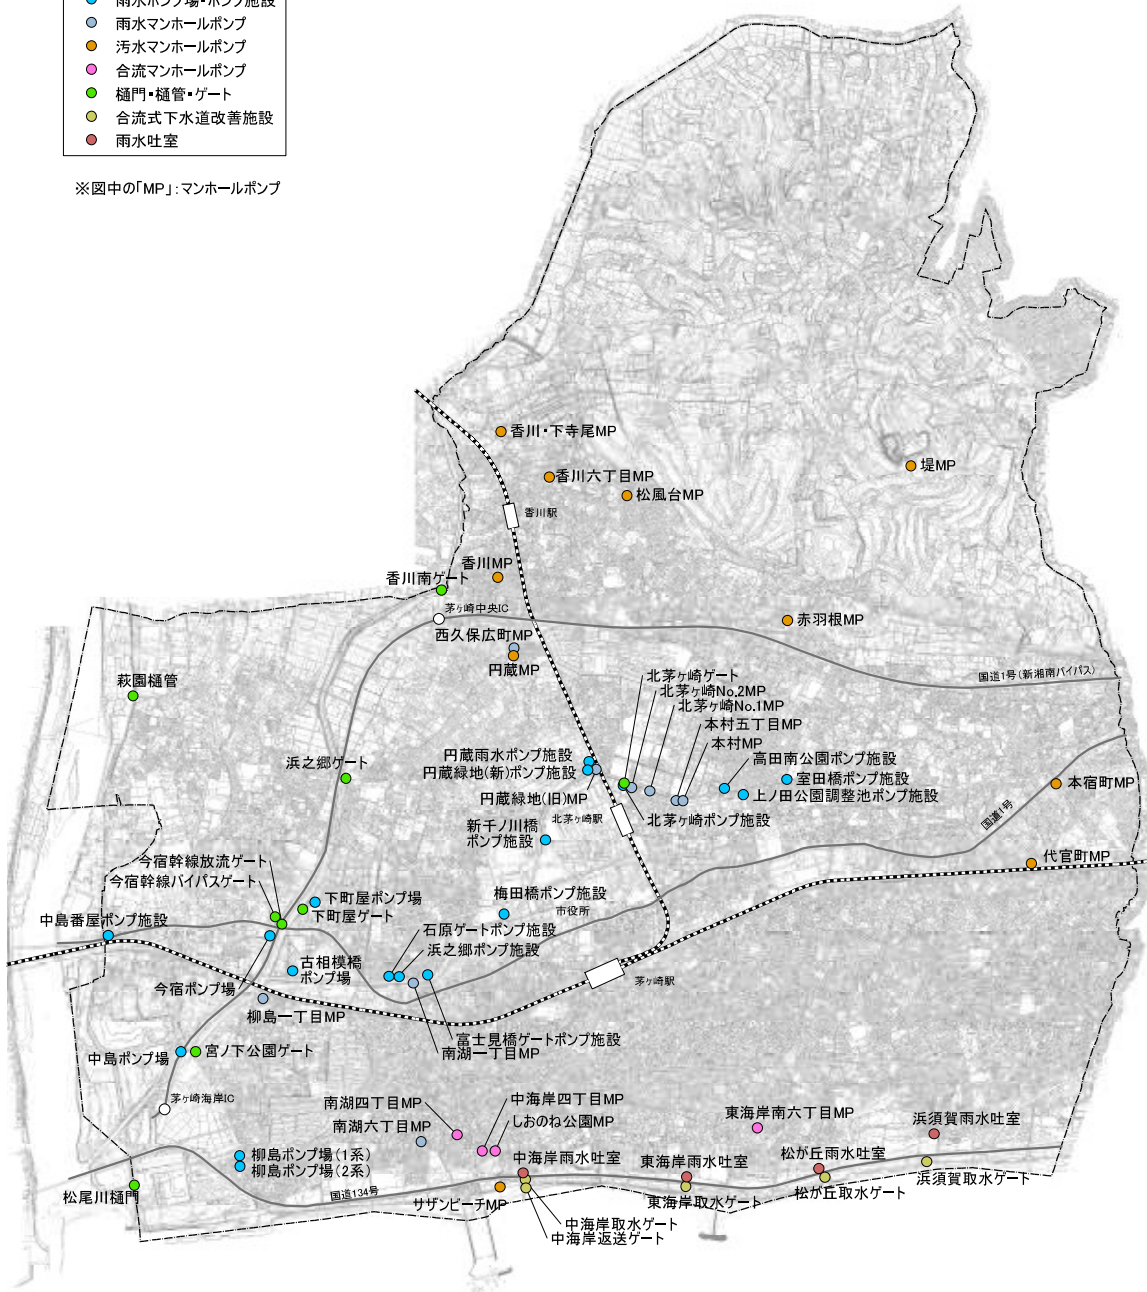 雨水ポンプ場・ポンプ施設
雨水マンホールポンプ
汚水マンホールポンプ
合流マンホールポンプ
樋門・樋管・ゲート
合流式下水道改善施設
雨水吐室
※図中の「MP」:マンホールポンプ
香川・下寺尾MP
堤MP
香川六丁目MP
松風台MP
香川駅
香川MP
香川南ゲート
茅ヶ崎中央IC
赤羽根MP
西久保広町MP
円蔵MP
国道1号(新湘南バイパス)
萩園樋管
北茅ヶ崎ゲート
北茅ヶ崎No.2MP
北茅ヶ崎No.1MP
本村五丁目MP
本村MP
円蔵雨水ポンプ施設
高田南公園ポンプ施設
浜之郷ゲート
円蔵緑地(新)ポンプ施設
室田橋ポンプ施設
本宿町MP
円蔵緑地(旧)MP
上ノ田公園調整池ポンプ施設
北茅ヶ崎駅
北茅ヶ崎ポンプ施設
国道1号
新千ノ川橋
ポンプ施設
代官町MP
今宿幹線放流ゲート
今宿幹線バイパスゲート
梅田橋ポンプ施設
下町屋ポンプ場
市役所
下町屋ゲート
中島番屋ポンプ施設
石原ゲートポンプ施設
浜之郷ポンプ施設
古相模橋
ポンプ場
茅ヶ崎駅
今宿ポンプ場
柳島一丁目MP
富士見橋ゲートポンプ施設
南湖一丁目MP
中島ポンプ場
宮ノ下公園ゲート
茅ヶ崎海岸IC
南湖四丁目MP
中海岸四丁目MP
しおのね公園MP
東海岸南六丁目MP
浜須賀雨水吐室
南湖六丁目MP
柳島ポンプ場(1系)
柳島ポンプ場(2系)
中海岸雨水吐室
東海岸雨水吐室
松が丘雨水吐室
浜須賀取水ゲート
松尾川樋門
国道134号
サザンビーチMP
東海岸取水ゲート
松が丘取水ゲート
中海岸取水ゲート
中海岸返送ゲート